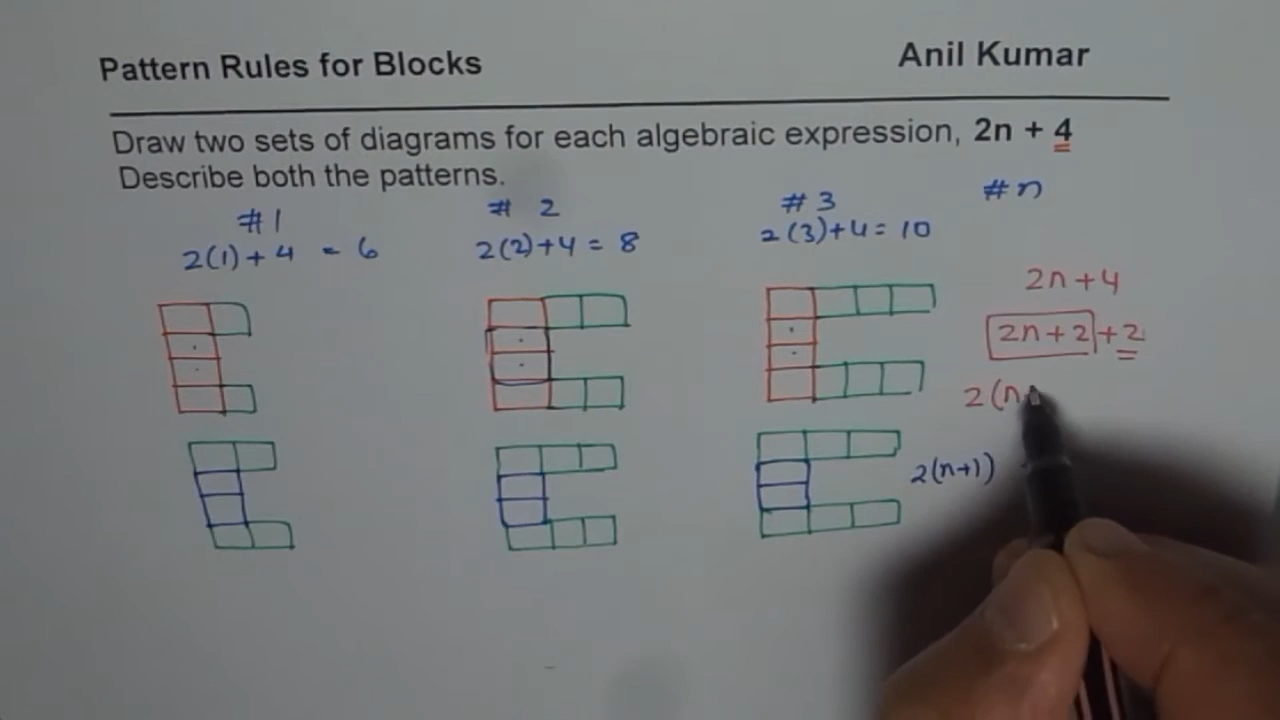 Pattern Rules for Blocks Anil Kumar
Draw two sets of diagrams for each algebraic expression, 2n + 4
Describe both the patterns.
#1 # 2 # 3 # n
2(1)+4 = 6 2(2)+4 = 8 2(3)+4= 10
2n+4
2n+2 +2
2(n
2(n+1)